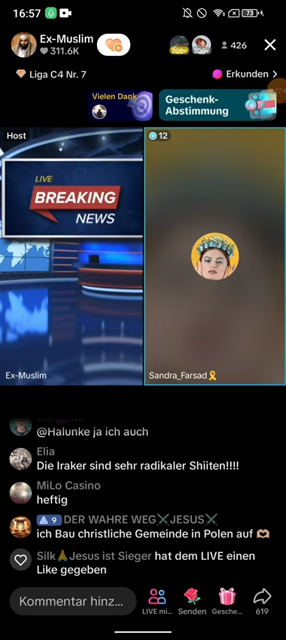 16:57
73
Ex-Muslim
311.6K
700+
700+
426
Liga C4 Nr. 7
Erkunden
Vielen Dank
Geschenk-
Abstimmung
Host
12
LIVE
BREAKING
NEWS
Ex-Muslim
Sandra_Farsad🎗
@Halunke ja ich auch
Elia
Die Iraker sind sehr radikaler Shiiten!!!!
MiLo Casino
heftig
9 DER WAHRE WEG⚔JESUS⚔
ich Bau christliche Gemeinde in Polen auf 🫶🏽
Silk🙏Jesus ist Sieger hat dem LIVE einen
Like gegeben
Kommentar hinz...
LIVE mi...
Senden
Gesche...
619